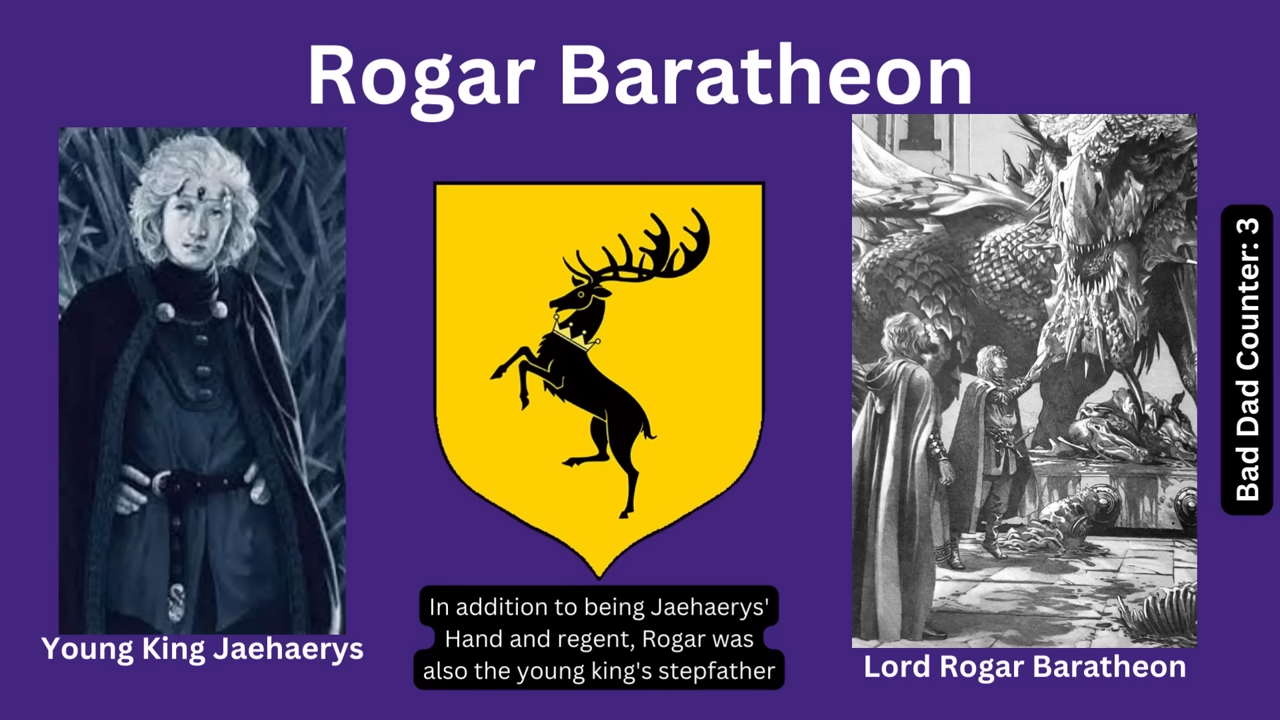 Rogar Baratheon
Young King Jaehaerys
In addition to being Jaehaerys'
Hand and regent, Rogar was
also the young king's stepfather
Lord Rogar Baratheon
Bad Dad Counter: 3